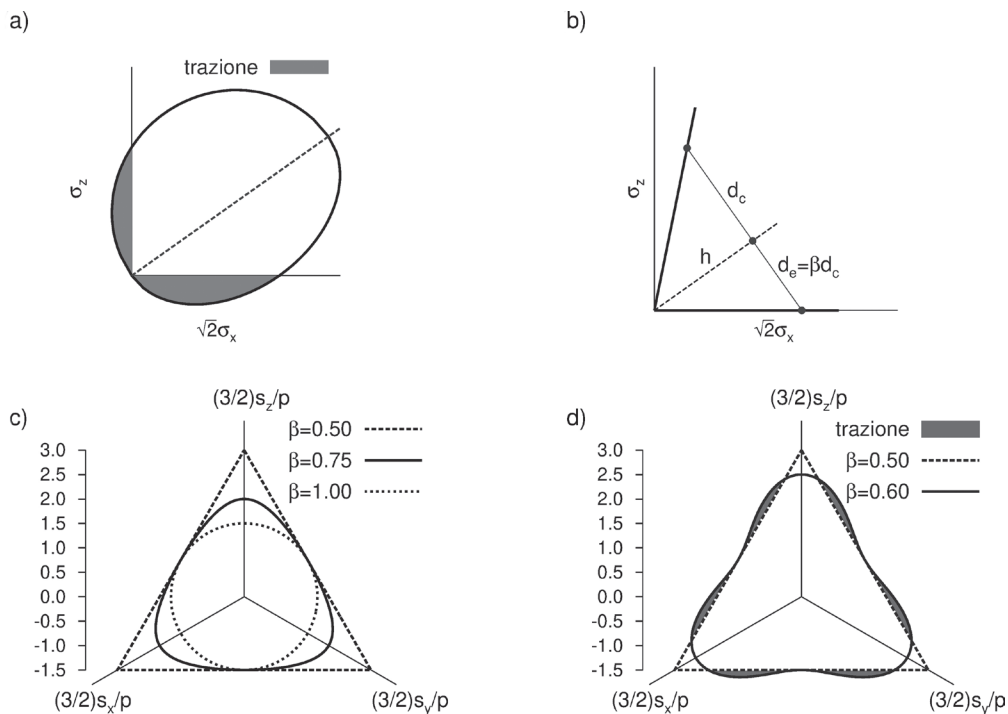 a)
trazione
σz
√2σx
b)
σz
dc
h
de=βdc
√2σx
c)
(3/2)sz/p
β=0.50
β=0.75
β=1.00
3.0
2.5
2.0
1.5
1.0
0.5
0.0
-0.5
-1.0
-1.5
(3/2)sx/p
(3/2)sy/p
d)
(3/2)sz/p
trazione
β=0.50
β=0.60
3.0
2.5
2.0
1.5
1.0
0.5
0.0
-0.5
-1.0
-1.5
(3/2)sx/p
(3/2)sy/p